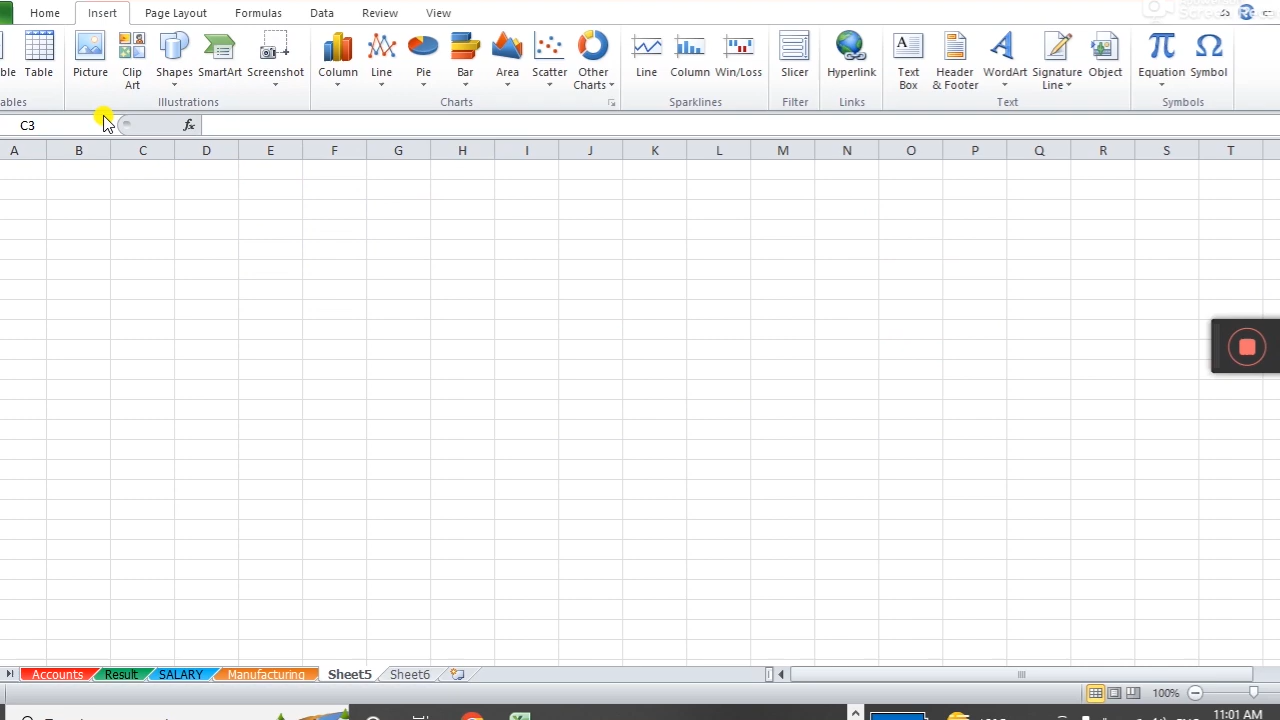 Insert
Home Page Layout Formulas Data Review View
Table Picture Clip Art Shapes SmartArt Screenshot Column Line Pie Bar Area Scatter Other Charts Line Column Win/Loss Slicer Hyperlink Text Box Header & Footer WordArt Signature Line Object Equation Symbol
Illustrations Charts Sparklines Filter Links Text Symbols
C3 fx
A B C D E F G H I J K L M N O P Q R S T
Accounts Result SALARY Manufacturing Sheet5 Sheet6
100%
11:01 AM